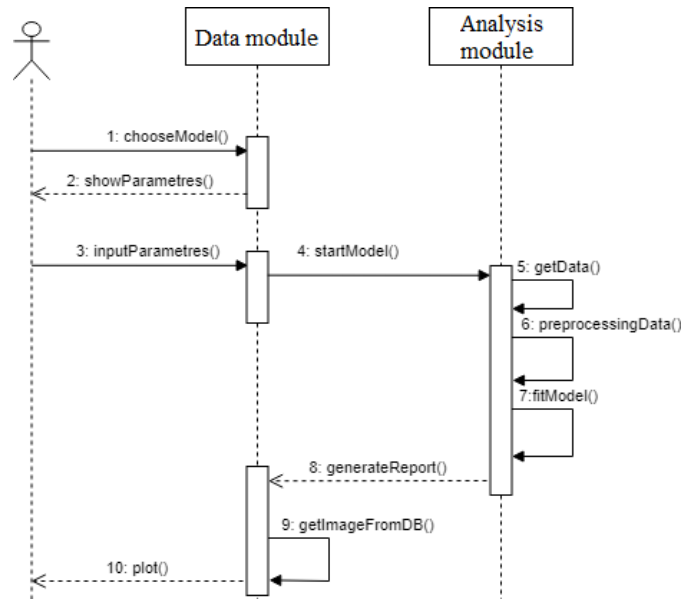 Data module
Analysis
module
1: chooseModel()
2: showParametres()
3: inputParametres()
4: startModel()
5: getData()
6: preprocessingData()
7:fitModel()
8: generateReport()
9: getImageFromDB()
10: plot()